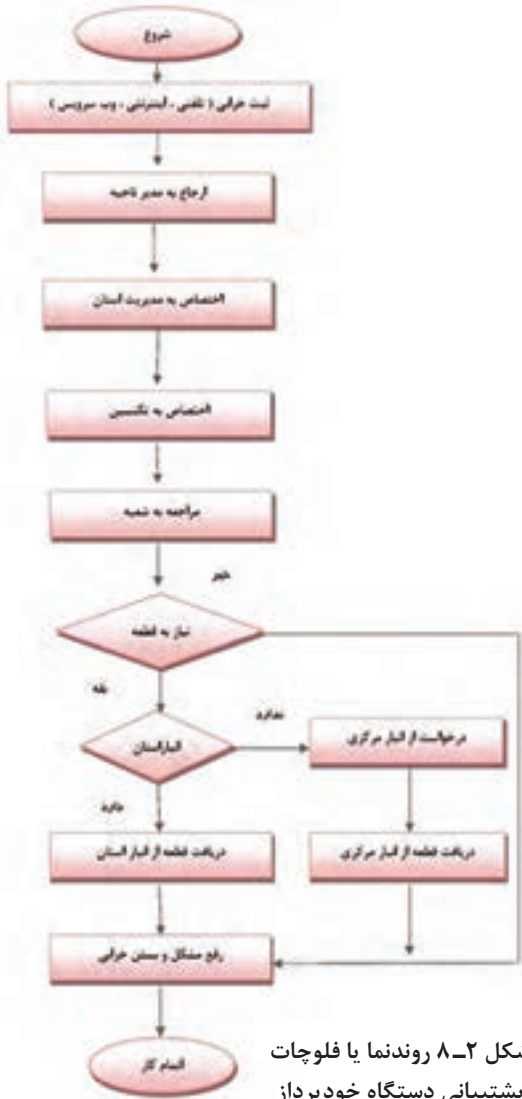 شروع
ثبت خرابی ( تلفنی ، اینترنتی ، وب سرویس )
ارجاع به مدیر ناحیه
اختصاص به مدیریت استان
اختصاص به تکنسین
مراجعه به شعبه
خیر
نیاز به قطعه
بله
ندارد
انبار استان
درخواست از انبار مرکزی
دارد
دریافت قطعه از انبار استان
دریافت قطعه از انبار مرکزی
رفع مشکل و بستن خرابی
اتمام کار
شکل ۲ــ۸ روندنما یا فلوچات
پشتیبانی دستگاه خودپرداز